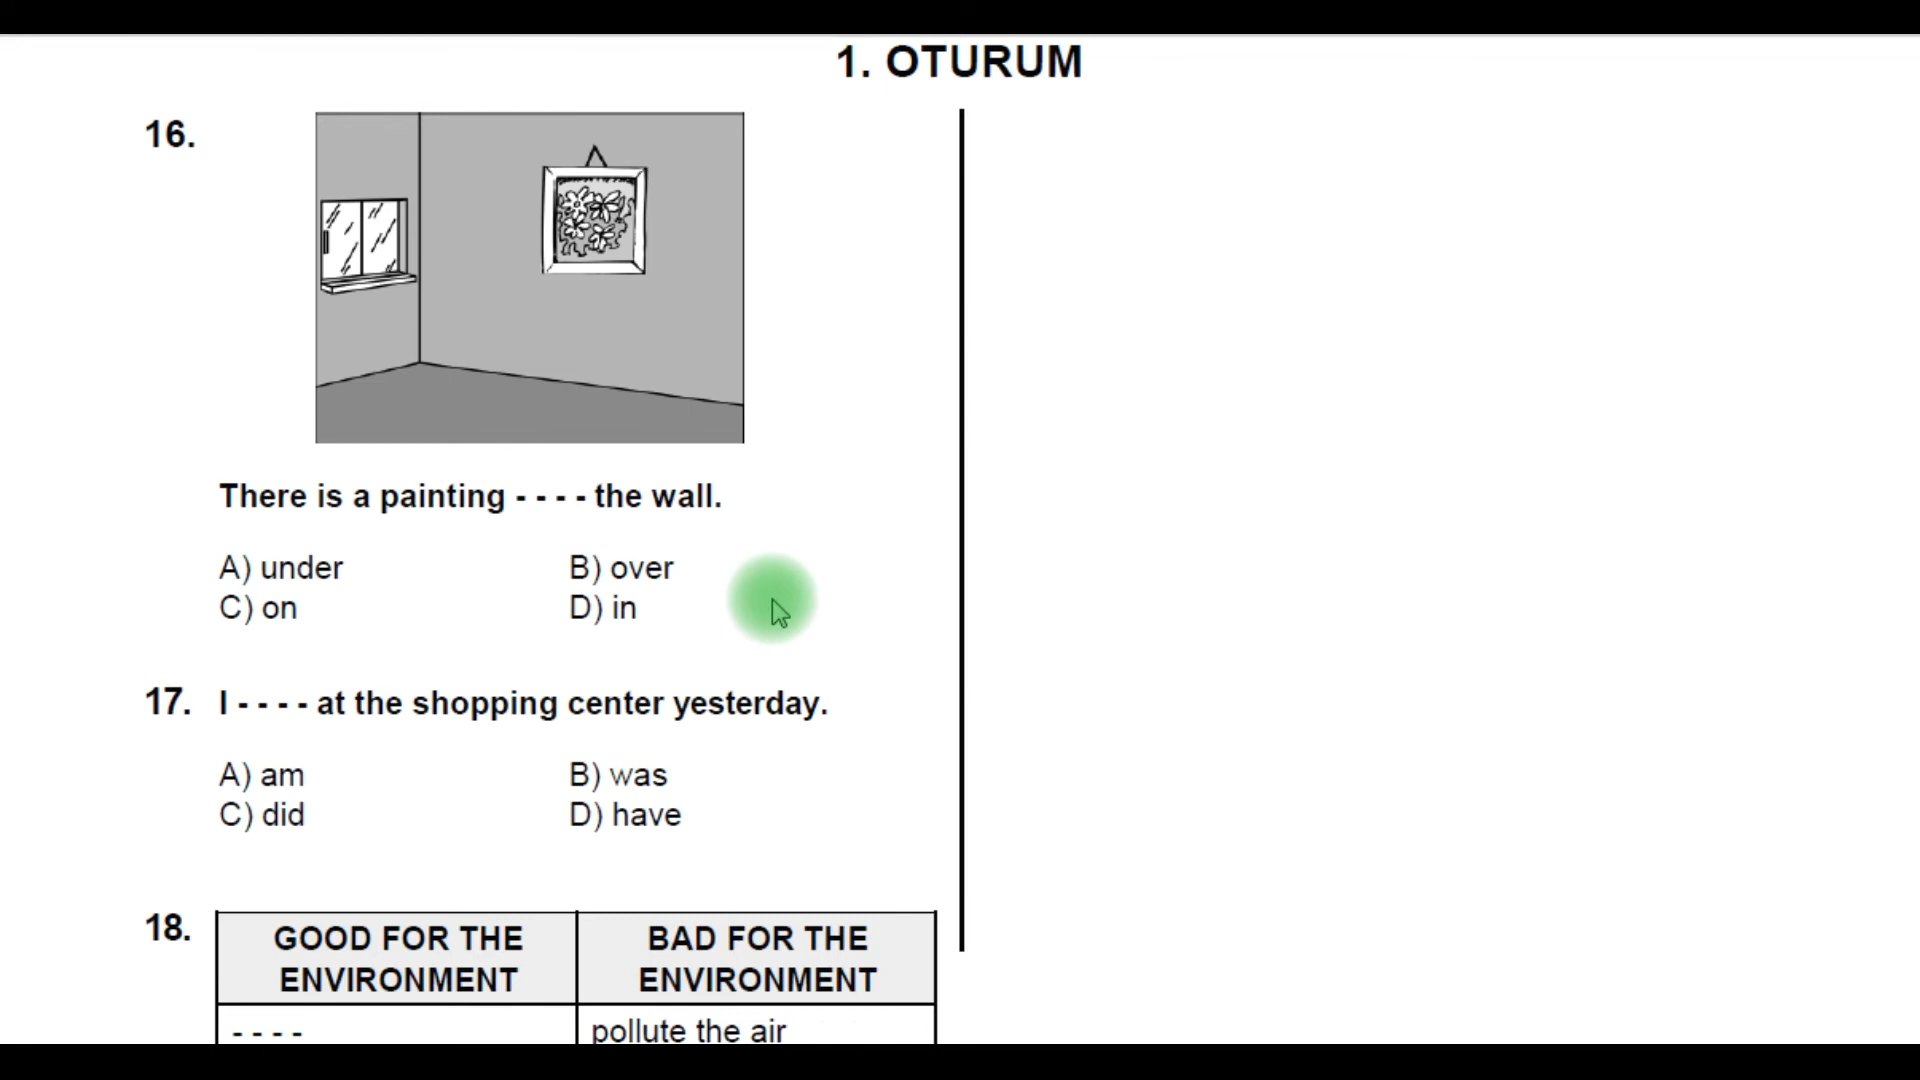 1. OTURUM
16.
There is a painting - - - - the wall.
A) under B) over
C) on D) in
17. I - - - - at the shopping center yesterday.
A) am B) was
C) did D) have
18.
GOOD FOR THE ENVIRONMENT
BAD FOR THE ENVIRONMENT
- - - - pollute the air